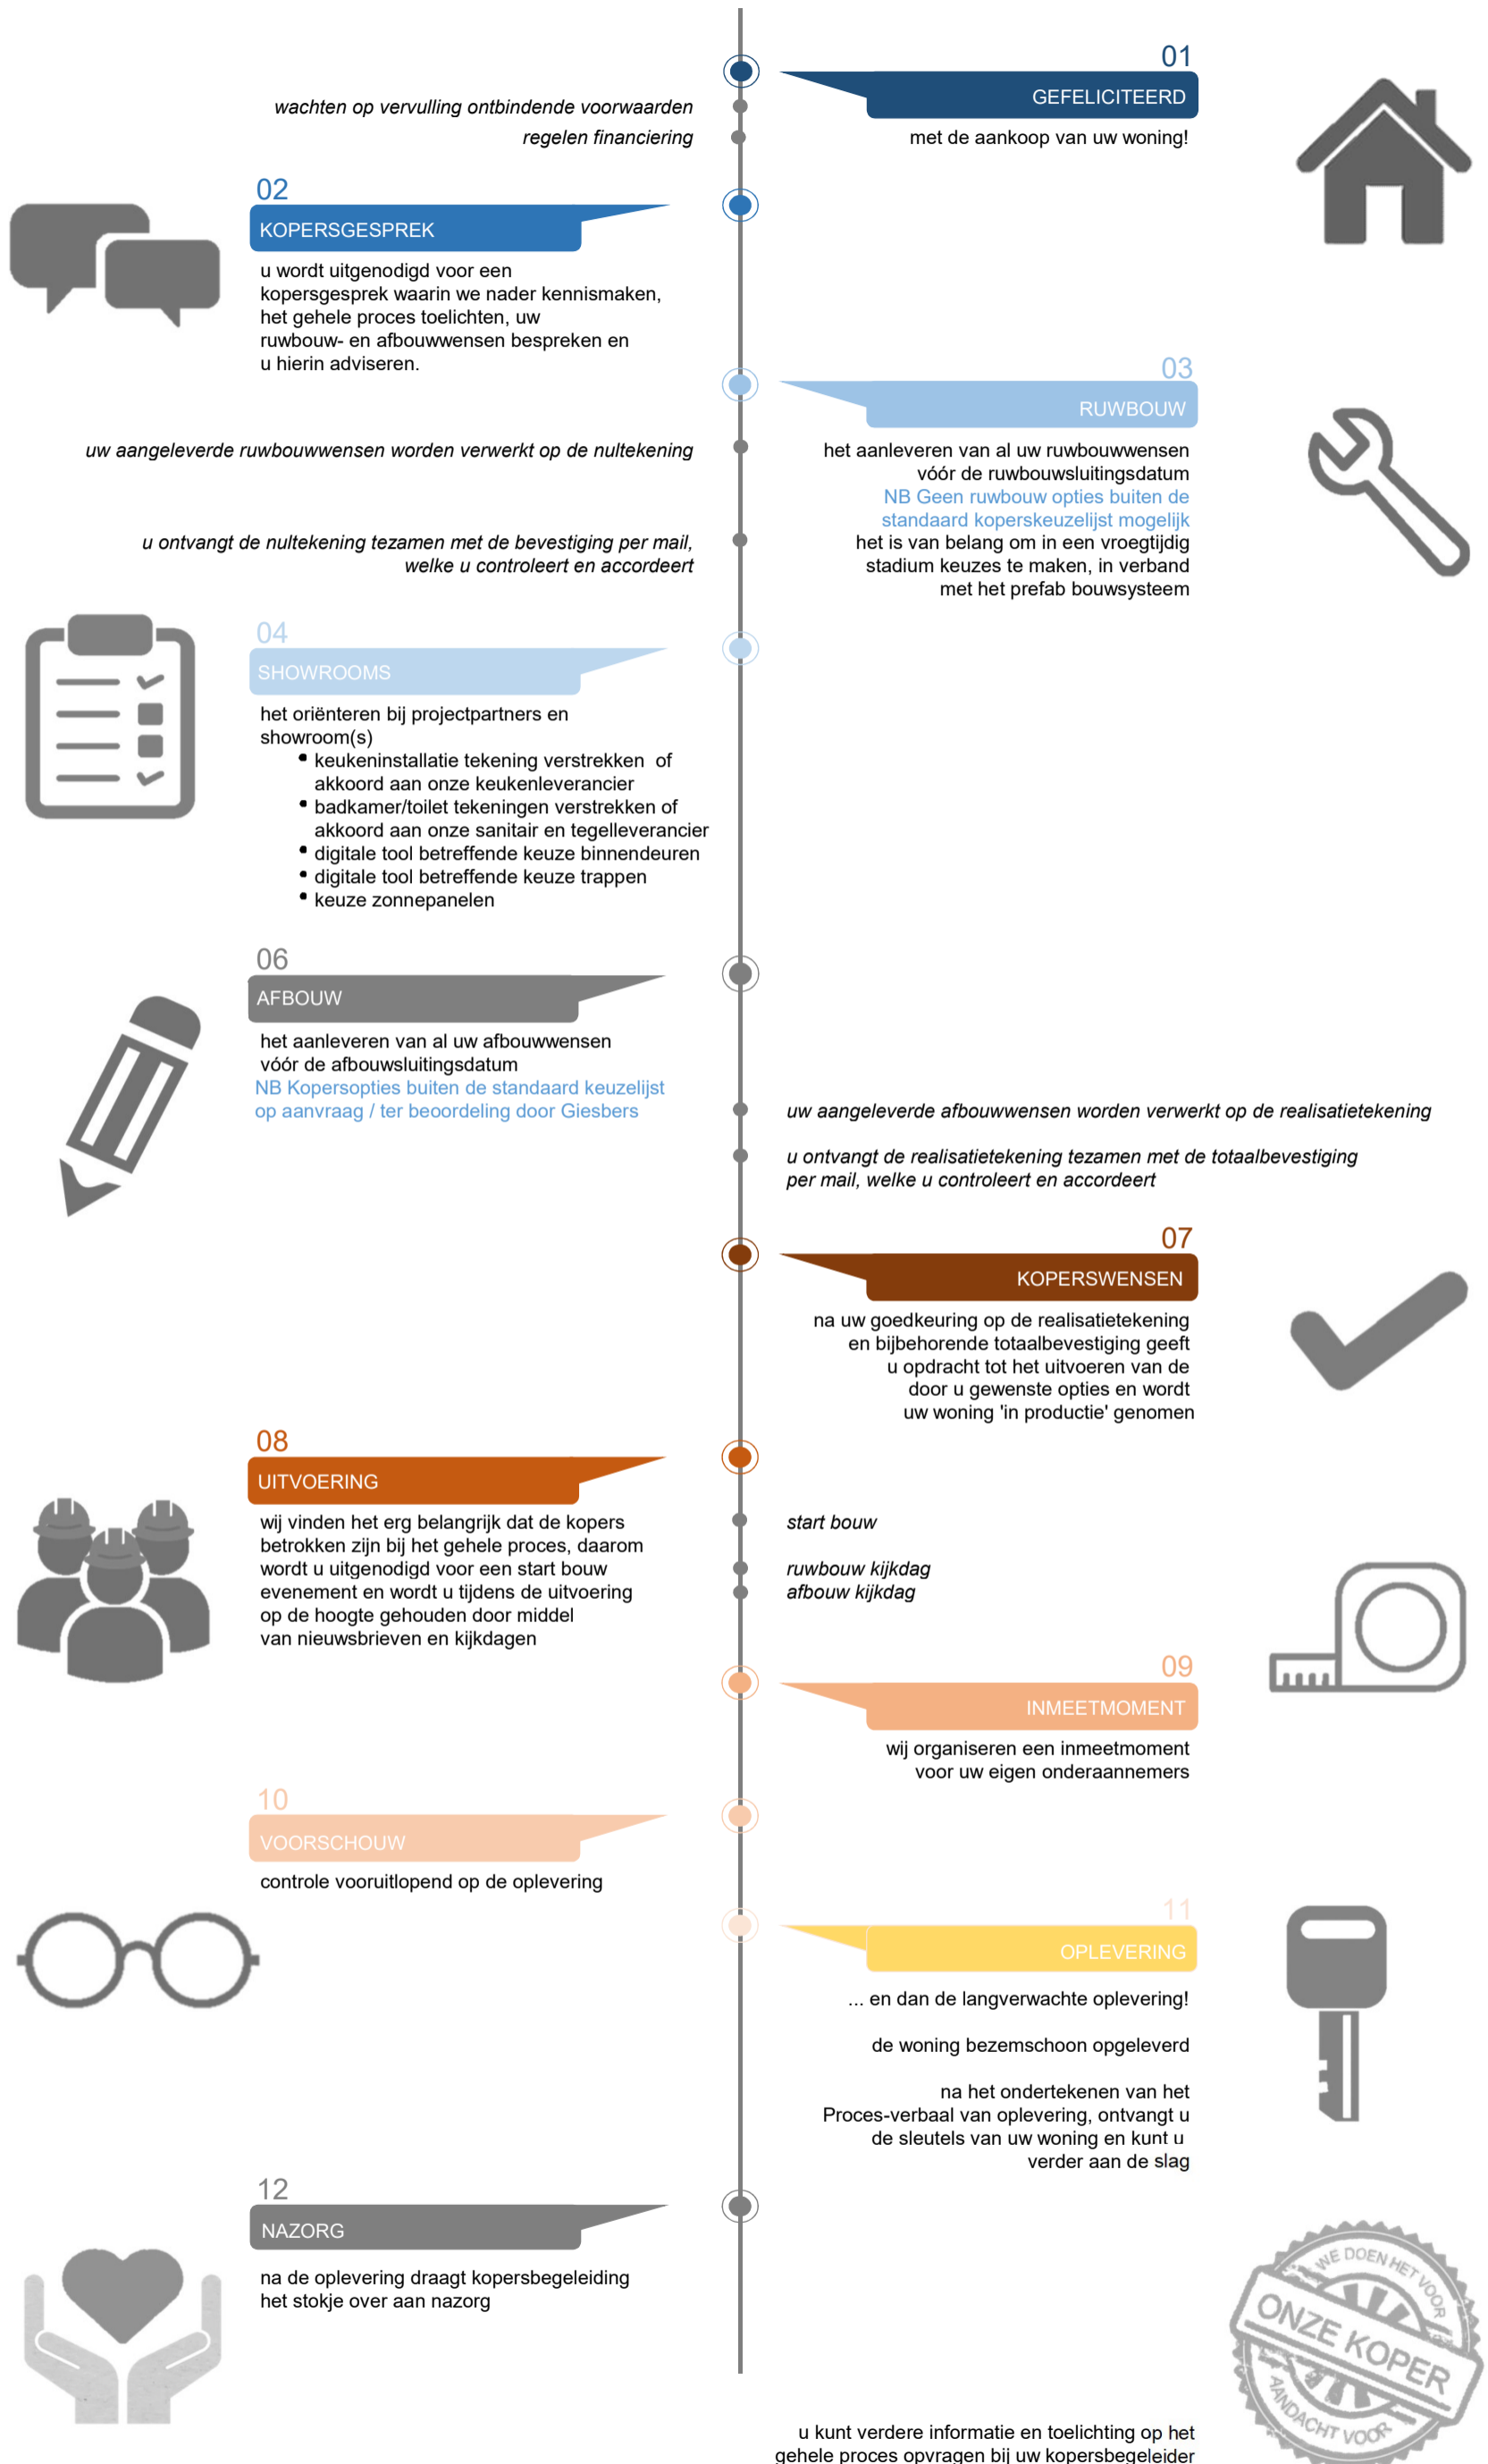 01
GEFELICITEERD
met de aankoop van uw woning!
wachten op vervulling ontbindende voorwaarden
regelen financiering
02
KOPERSGESPREK
u wordt uitgenodigd voor een
kopersgesprek waarin we nader kennismaken,
het gehele proces toelichten, uw
ruwbouw- en afbouwwensen bespreken en
u hierin adviseren.
03
RUWBOUW
het aanleveren van al uw ruwbouwwensen
vóór de ruwbouwsluitingsdatum
NB Geen ruwbouw opties buiten de
standaard koperskeuzelijst mogelijk
het is van belang om in een vroegtijdig
stadium keuzes te maken, in verband
met het prefab bouwsysteem
uw aangeleverde ruwbouwwensen worden verwerkt op de nultekening
u ontvangt de nultekening tezamen met de bevestiging per mail,
welke u controleert en accordeert
04
SHOWROOMS
het oriënteren bij projectpartners en
showroom(s)
• keukeninstallatie tekening verstrekken of
akkoord aan onze keukenleverancier
• badkamer/toilet tekeningen verstrekken of
akkoord aan onze sanitair en tegelleverancier
• digitale tool betreffende keuze binnendeuren
• digitale tool betreffende keuze trappen
• keuze zonnepanelen
06
AFBOUW
het aanleveren van al uw afbouwwensen
vóór de afbouwsluitingsdatum
NB Kopersopties buiten de standaard keuzelijst
op aanvraag / ter beoordeling door Giesbers
uw aangeleverde afbouwwensen worden verwerkt op de realisatietekening
u ontvangt de realisatietekening tezamen met de totaalbevestiging
per mail, welke u controleert en accordeert
07
KOPERSWENSEN
na uw goedkeuring op de realisatietekening
en bijbehorende totaalbevestiging geeft
u opdracht tot het uitvoeren van de
door u gewenste opties en wordt
uw woning 'in productie' genomen
08
UITVOERING
wij vinden het erg belangrijk dat de kopers
betrokken zijn bij het gehele proces, daarom
wordt u uitgenodigd voor een start bouw
evenement en wordt u tijdens de uitvoering
op de hoogte gehouden door middel
van nieuwsbrieven en kijkdagen
start bouw
ruwbouw kijkdag
afbouw kijkdag
09
INMEETMOMENT
wij organiseren een inmeetmoment
voor uw eigen onderaannemers
10
VOORSCHOUW
controle vooruitlopend op de oplevering
11
OPLEVERING
... en dan de langverwachte oplevering!
de woning bezemschoon opgeleverd
na het ondertekenen van het
Proces-verbaal van oplevering, ontvangt u
de sleutels van uw woning en kunt u
verder aan de slag
12
NAZORG
na de oplevering draagt kopersbegeleiding
het stokje over aan nazorg
WE DOEN HET VOOR
ONZE KOPER
AANDACHT VOOR
u kunt verdere informatie en toelichting op het
gehele proces opvragen bij uw kopersbegeleider